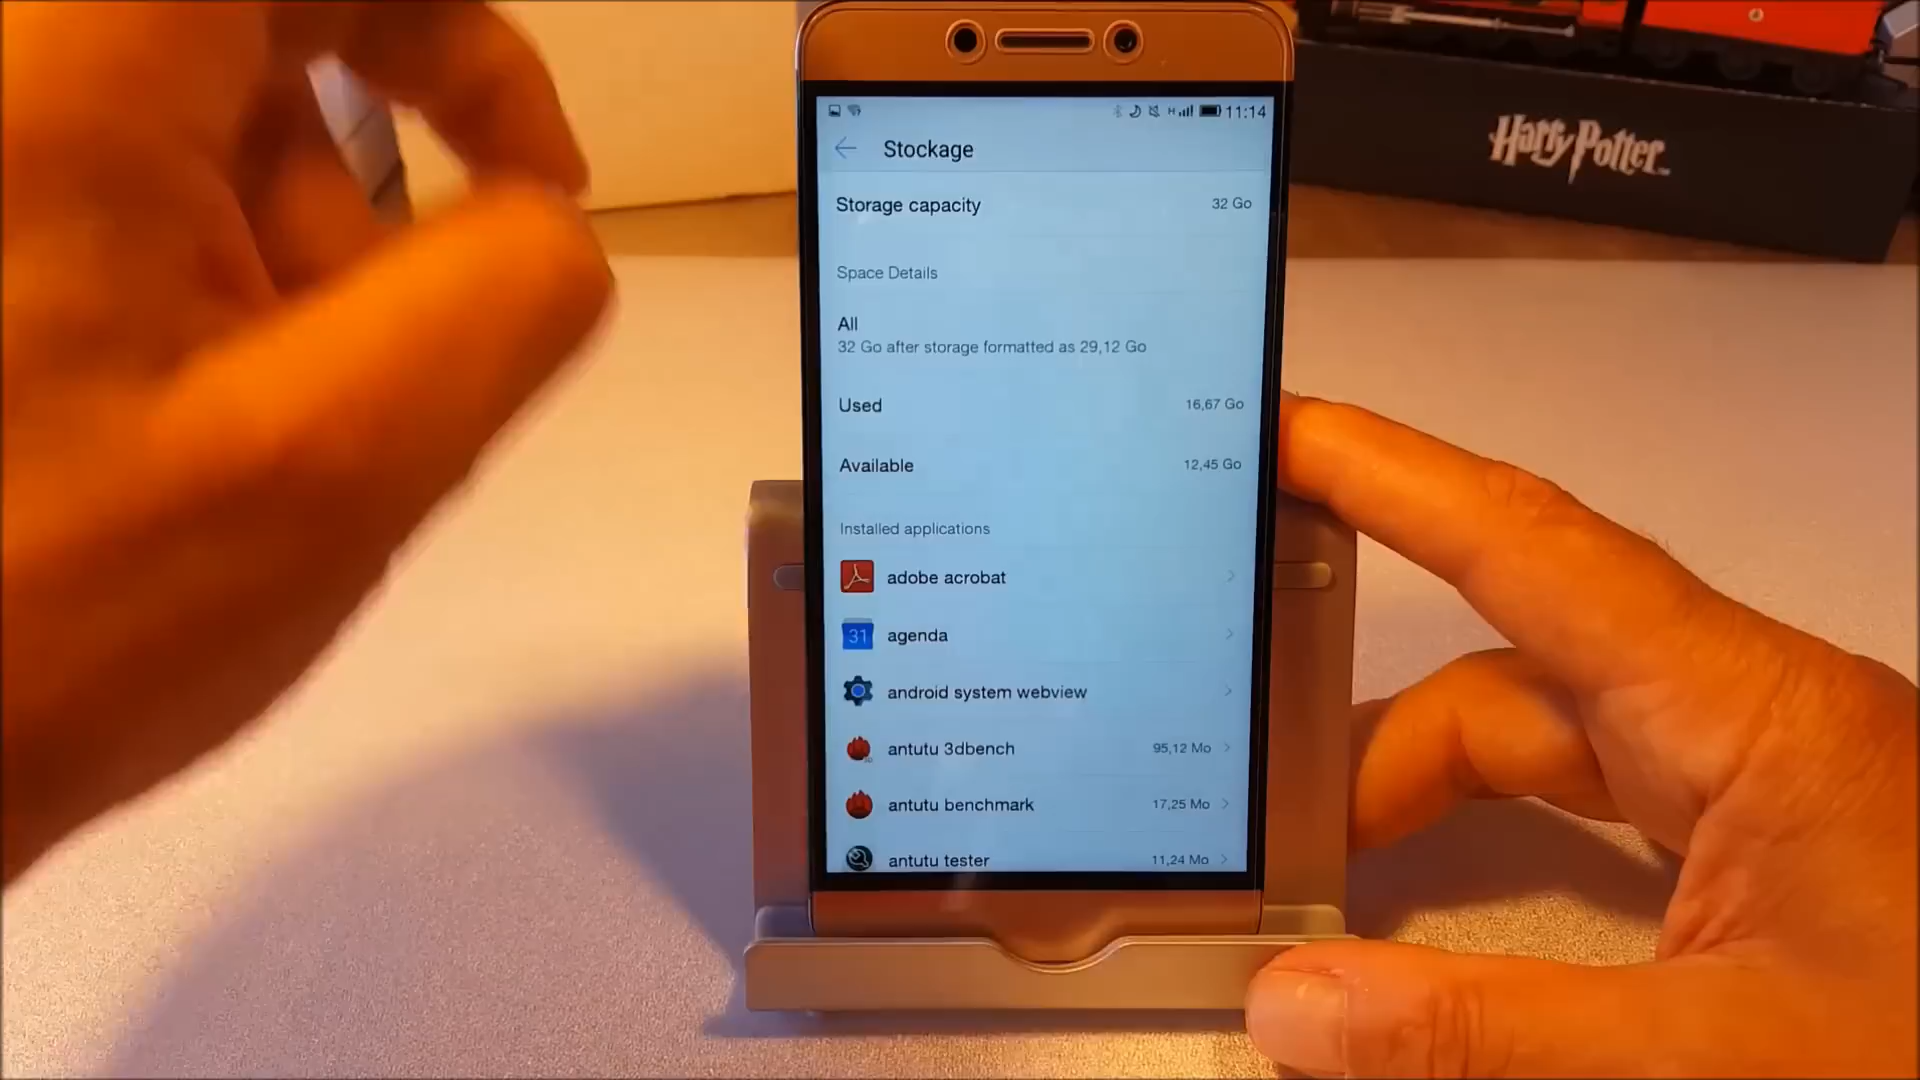 Harry Potter
H 11:14
Stockage
Storage capacity 32 Go
Space Details
All
32 Go after storage formatted as 29,12 Go
Used 16,67 Go
Available 12,45 Go
Installed applications
adobe acrobat
31 agenda
android system webview
antutu 3dbench 95,12 Mo
antutu benchmark 17,25 Mo
antutu tester 11,24 Mo